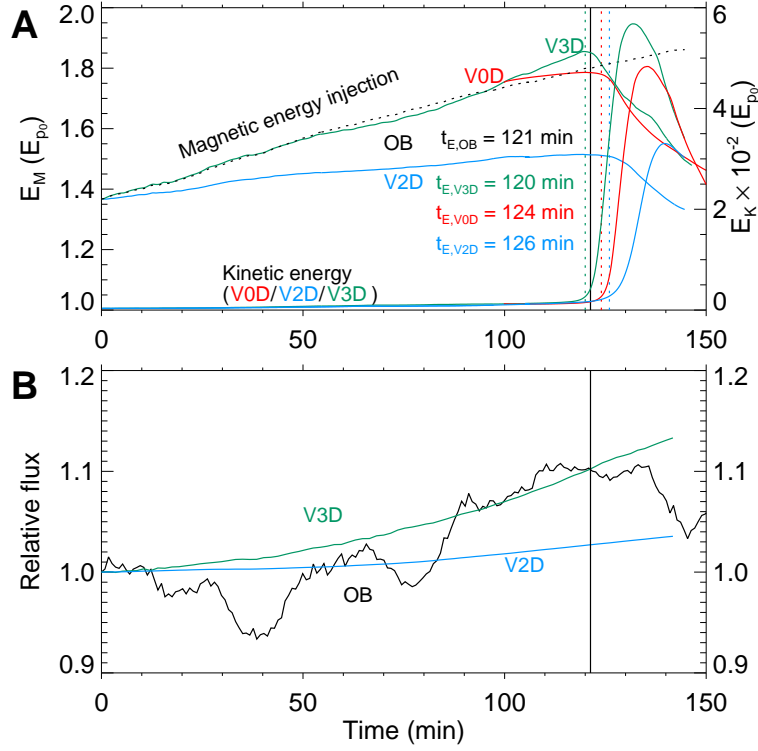 A
2.0
1.8
1.6
1.4
1.2
1.0
E_M (E_p0)
6
4
2
0
E_K × 10^-2 (E_p0)
V3D
V0D
Magnetic energy injection
OB
t_E,OB = 121 min
V2D
t_E,V3D = 120 min
t_E,V0D = 124 min
t_E,V2D = 126 min
Kinetic energy
(V0D/V2D/V3D)
0
50
100
150
B
1.2
1.1
1.0
0.9
Relative flux
1.2
1.1
1.0
0.9
V3D
V2D
OB
0
50
100
150
Time (min)